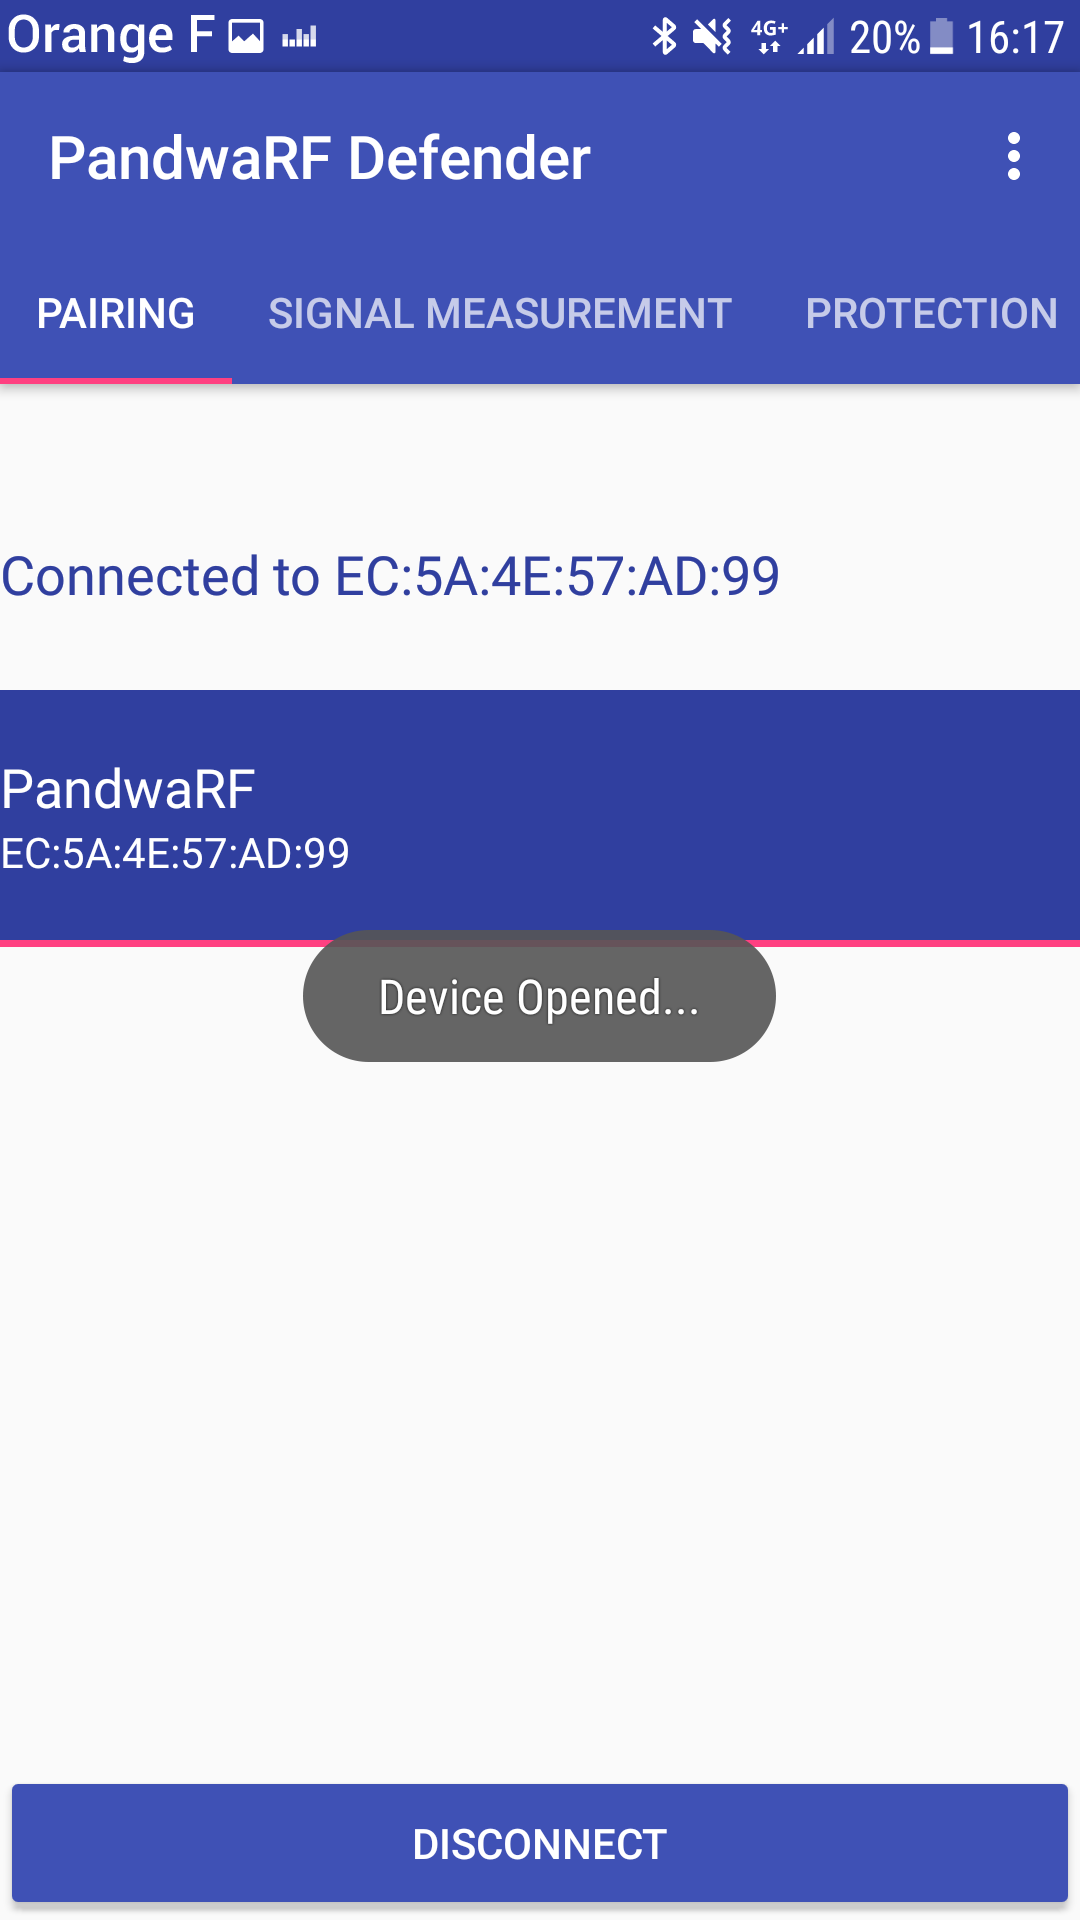 Orange F 4G+ 20% 16:17
PandwaRF Defender
PAIRING SIGNAL MEASUREMENT PROTECTION
Connected to EC:5A:4E:57:AD:99
PandwaRF
EC:5A:4E:57:AD:99
Device Opened...
DISCONNECT